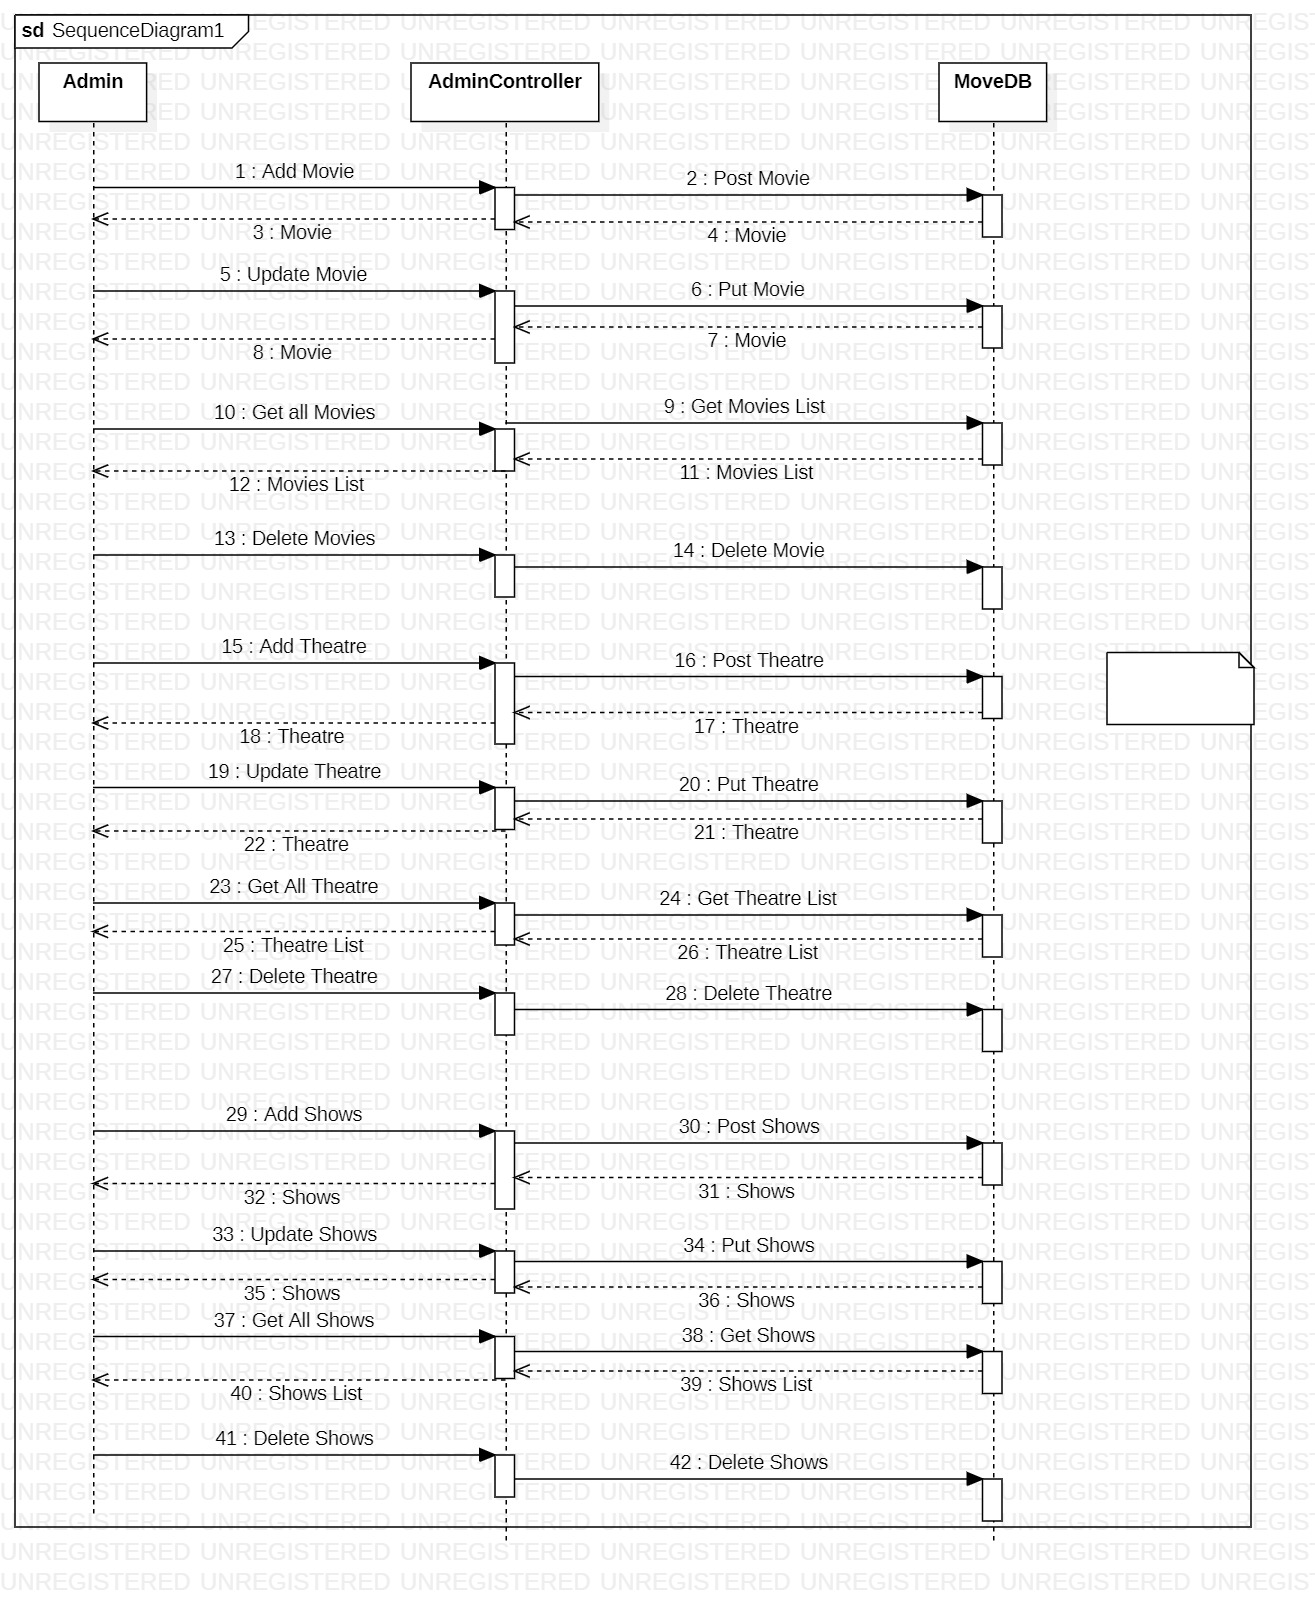 sd SequenceDiagram1
Admin
AdminController
MoveDB
1 : Add Movie
2 : Post Movie
3 : Movie
4 : Movie
5 : Update Movie
6 : Put Movie
7 : Movie
8 : Movie
10 : Get all Movies
9 : Get Movies List
11 : Movies List
12 : Movies List
13 : Delete Movies
14 : Delete Movie
15 : Add Theatre
16 : Post Theatre
17 : Theatre
18 : Theatre
19 : Update Theatre
20 : Put Theatre
21 : Theatre
22 : Theatre
23 : Get All Theatre
24 : Get Theatre List
25 : Theatre List
26 : Theatre List
27 : Delete Theatre
28 : Delete Theatre
29 : Add Shows
30 : Post Shows
31 : Shows
32 : Shows
33 : Update Shows
34 : Put Shows
35 : Shows
36 : Shows
37 : Get All Shows
38 : Get Shows
39 : Shows List
40 : Shows List
41 : Delete Shows
42 : Delete Shows
UNREGISTERED UNREGISTERED UNREGISTERED UNREGISTERED UNREGISTERED UNREGISTERED UNREGIS